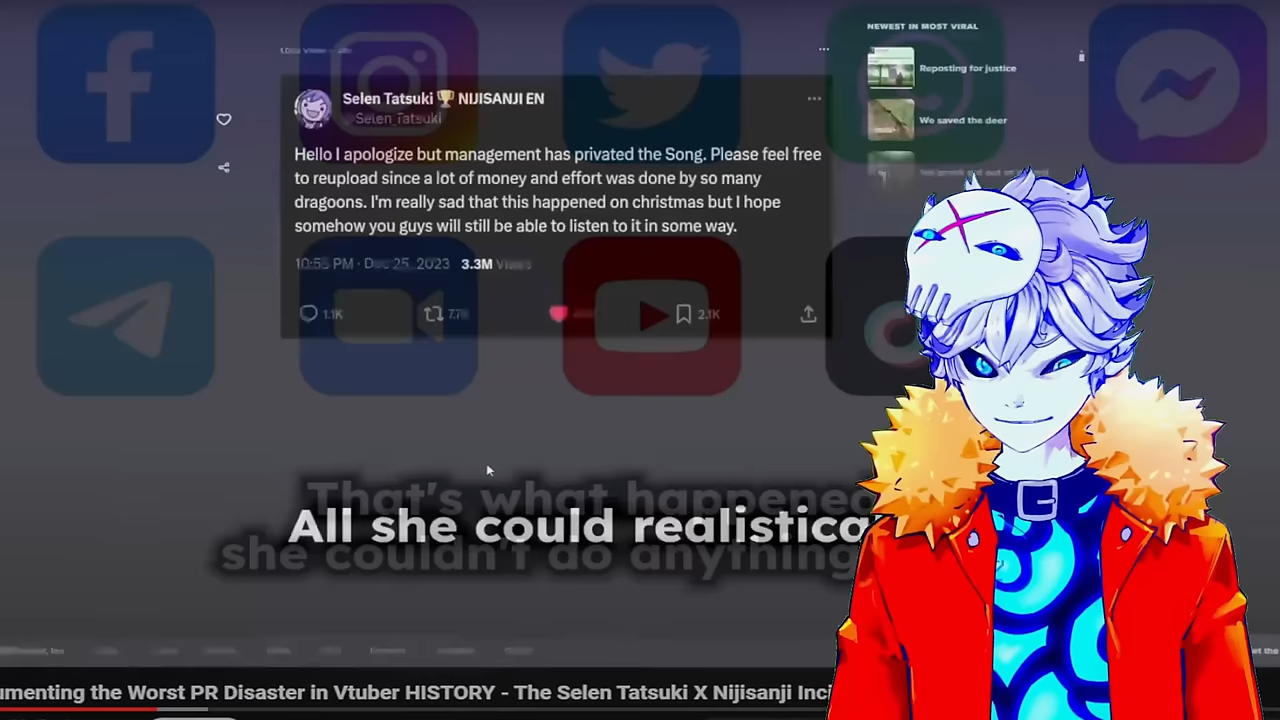 NEWEST IN MOST VIRAL
Reposting for justice
We saved the deer
Selen Tatsuki🏆 NIJISANJI EN
Selen_Tatsuki
Hello I apologize but management has privated the Song. Please feel free
to reupload since a lot of money and effort was done by so many
dragoons. I'm really sad that this happened on christmas but I hope
somehow you guys will still be able to listen to it in some way.
10:55 PM · Dec 25, 2023 3.3M Views
1.1K 2.1K
That's what happened
All she could realistica
she couldn't do anything
umenting the Worst PR Disaster in Vtuber HISTORY - The Selen Tatsuki X Nijisanji Inci